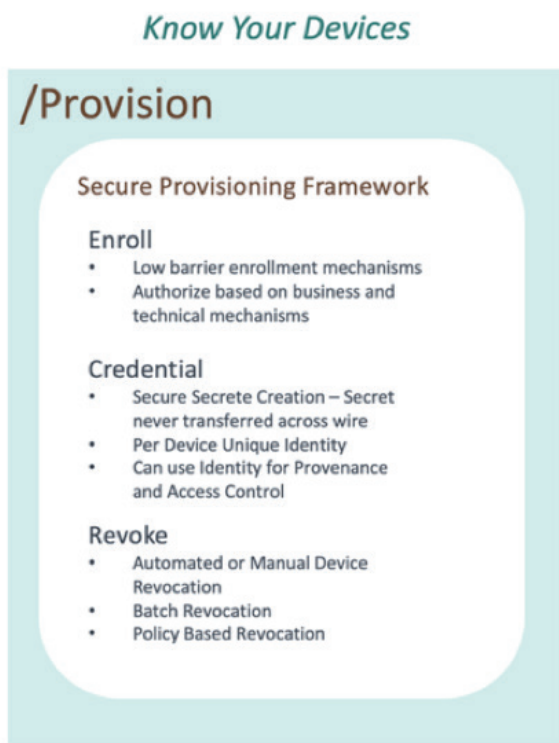 Know Your Devices
/Provision
Secure Provisioning Framework
Enroll
• Low barrier enrollment mechanisms
• Authorize based on business and
technical mechanisms
Credential
• Secure Secrete Creation – Secret
never transferred across wire
• Per Device Unique Identity
• Can use Identity for Provenance
and Access Control
Revoke
• Automated or Manual Device
Revocation
• Batch Revocation
• Policy Based Revocation